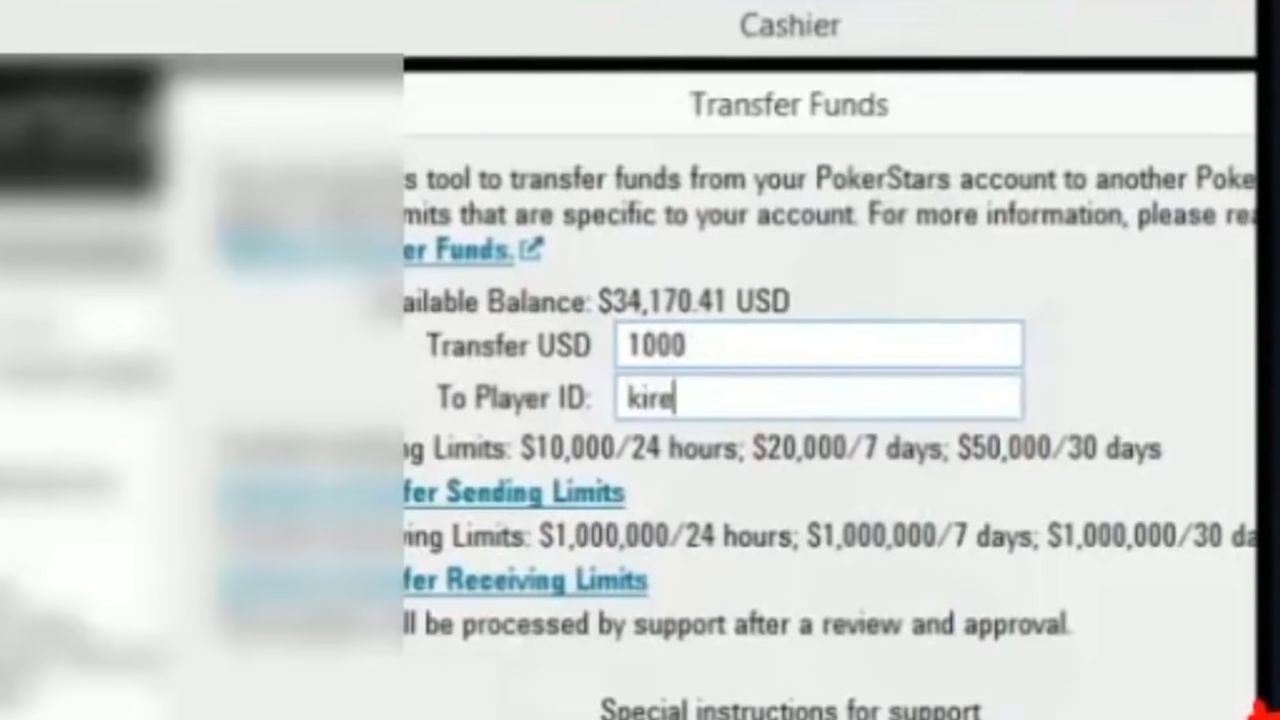 Cashier
Transfer Funds
s tool to transfer funds from your PokerStars account to another Poke
mits that are specific to your account. For more information, please rea
er Funds.
ailable Balance: $34,170.41 USD
Transfer USD 1000
To Player ID: kire
ng Limits: $10,000/24 hours; $20,000/7 days; $50,000/30 days
fer Sending Limits
ving Limits: $1,000,000/24 hours; $1,000,000/7 days; $1,000,000/30 da
fer Receiving Limits
ll be processed by support after a review and approval.
Special instructions for support